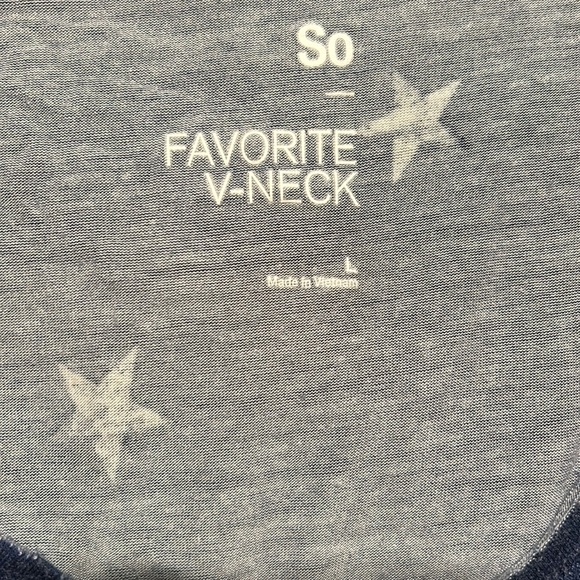 So
FAVORITE
V-NECK
L
Made in Vietnam